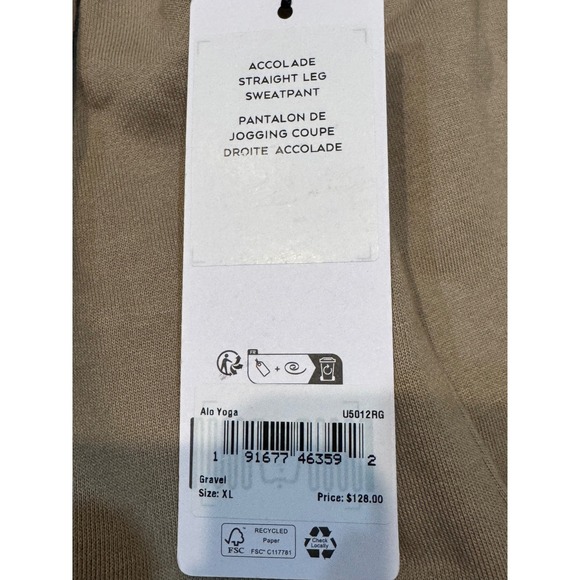 ACCOLADE
STRAIGHT LEG
SWEATPANT
PANTALON DE
JOGGING COUPE
DROITE ACCOLADE
FR
+
Alo Yoga U5012RG
1 91677 46359 2
Gravel
Size: XL Price: $128.00
FSC
RECYCLED
Paper
FSC® C117781
Check
Locally